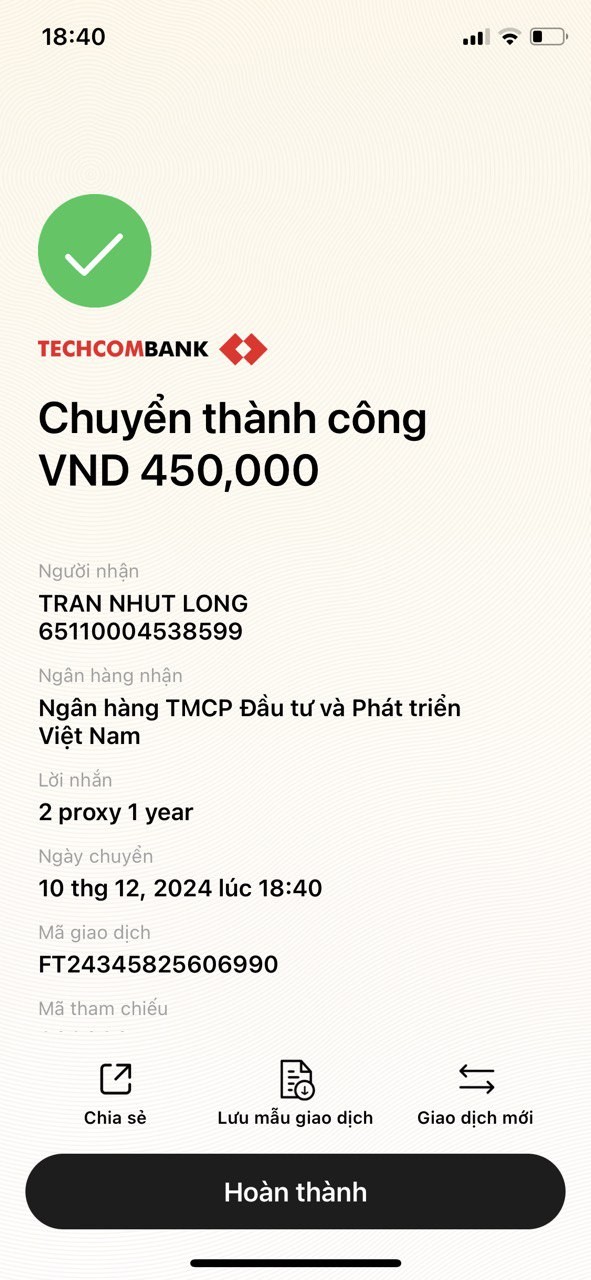 18:40
TECHCOMBANK
Chuyển thành công
VND 450,000
Người nhận
TRAN NHUT LONG
65110004538599
Ngân hàng nhận
Ngân hàng TMCP Đầu tư và Phát triển
Việt Nam
Lời nhắn
2 proxy 1 year
Ngày chuyển
10 thg 12, 2024 lúc 18:40
Mã giao dịch
FT24345825606990
Mã tham chiếu
Chia sẻ
Lưu mẫu giao dịch
Giao dịch mới
Hoàn thành